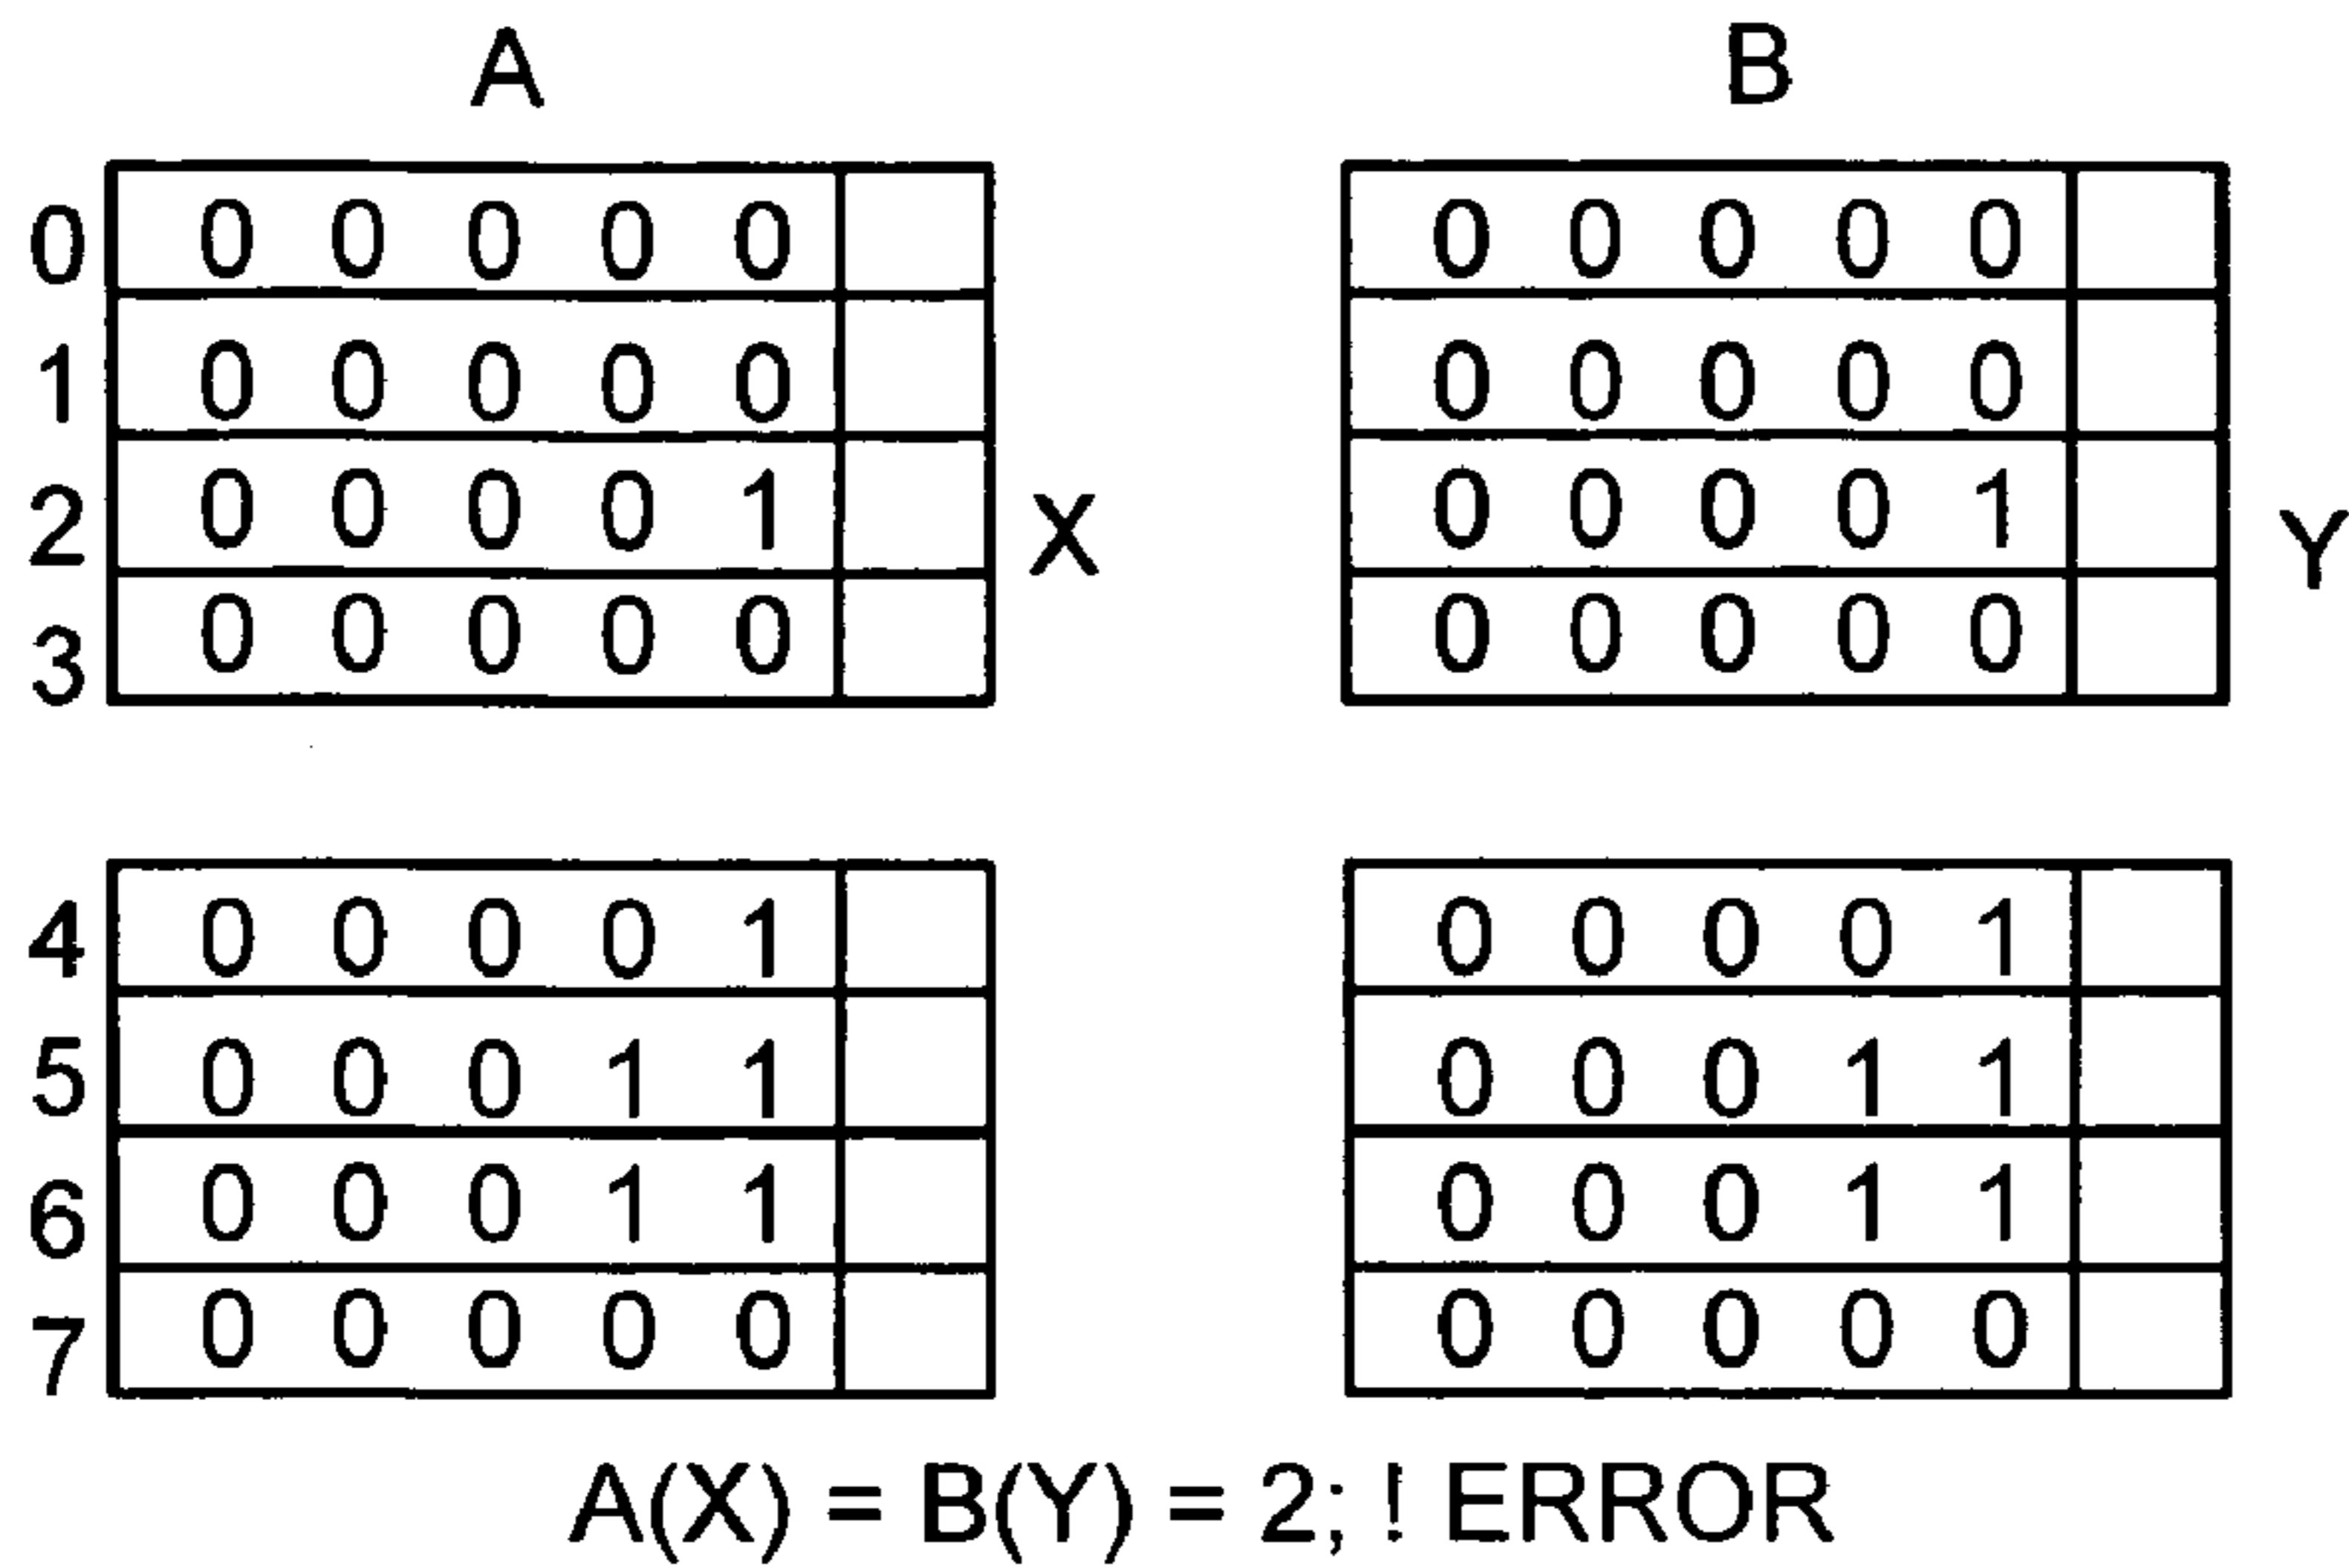 A B
0 0 0 0 0 0 0 0 0 0 0
1 0 0 0 0 0 0 0 0 0 0
2 0 0 0 0 1 X 0 0 0 0 1 Y
3 0 0 0 0 0 0 0 0 0 0
4 0 0 0 0 1 0 0 0 0 1
5 0 0 0 1 1 0 0 0 1 1
6 0 0 0 1 1 0 0 0 1 1
7 0 0 0 0 0 0 0 0 0 0
A(X) = B(Y) = 2; ! ERROR